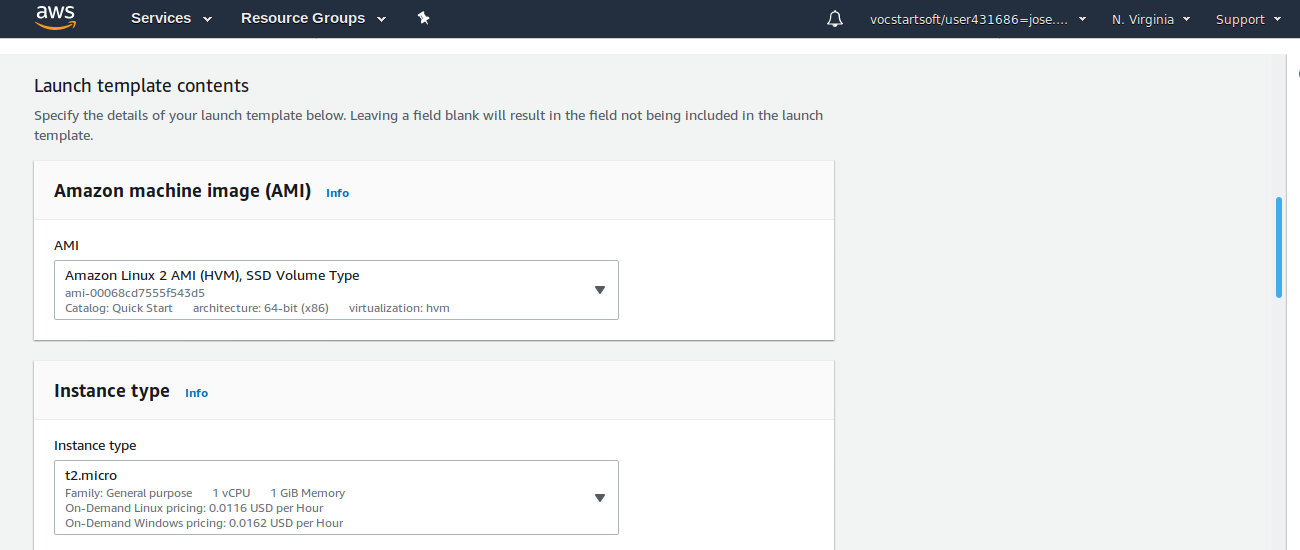 aws Services Resource Groups vocstartsoft/user431686=jose.... N. Virginia Support
Launch template contents
Specify the details of your launch template below. Leaving a field blank will result in the field not being included in the launch
template.
Amazon machine image (AMI) Info
AMI
Amazon Linux 2 AMI (HVM), SSD Volume Type
ami-00068cd7555f543d5
Catalog: Quick Start architecture: 64-bit (x86) virtualization: hvm
Instance type Info
Instance type
t2.micro
Family: General purpose 1 vCPU 1 GiB Memory
On-Demand Linux pricing: 0.0116 USD per Hour
On-Demand Windows pricing: 0.0162 USD per Hour